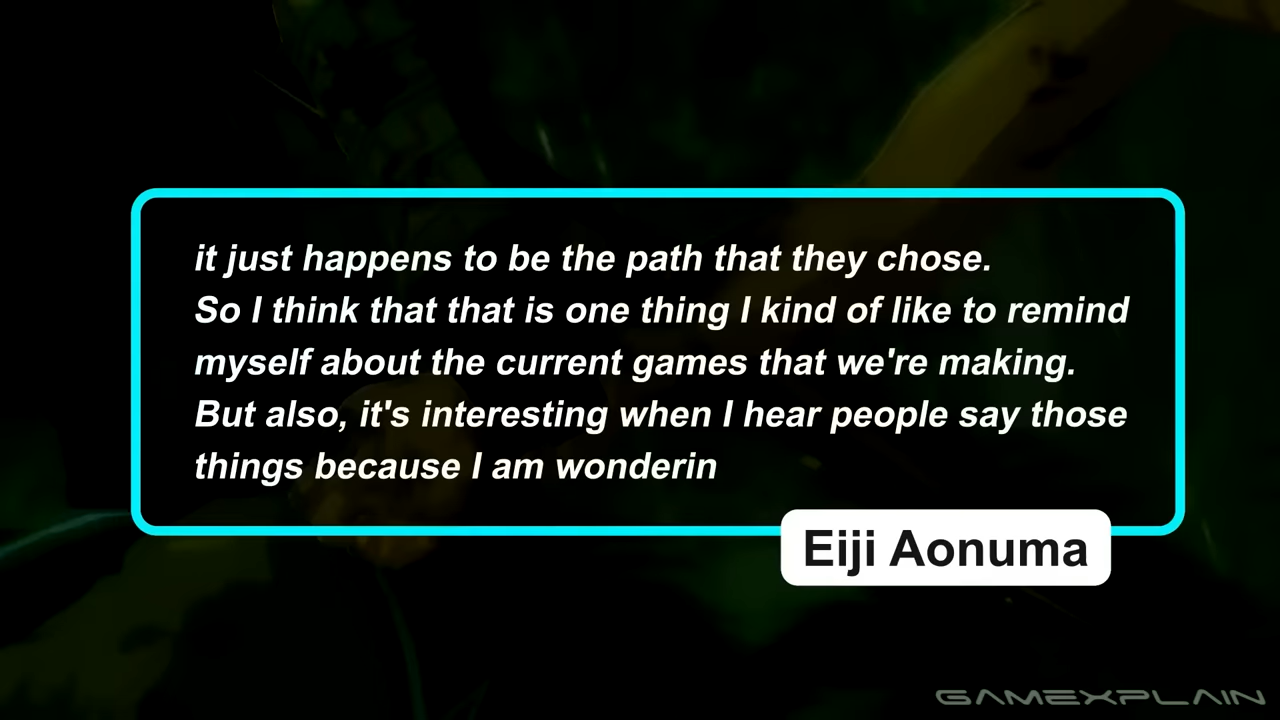 it just happens to be the path that they chose.
So I think that that is one thing I kind of like to remind
myself about the current games that we're making.
But also, it's interesting when I hear people say those
things because I am wonderin
Eiji Aonuma
GAMEXPLAIN